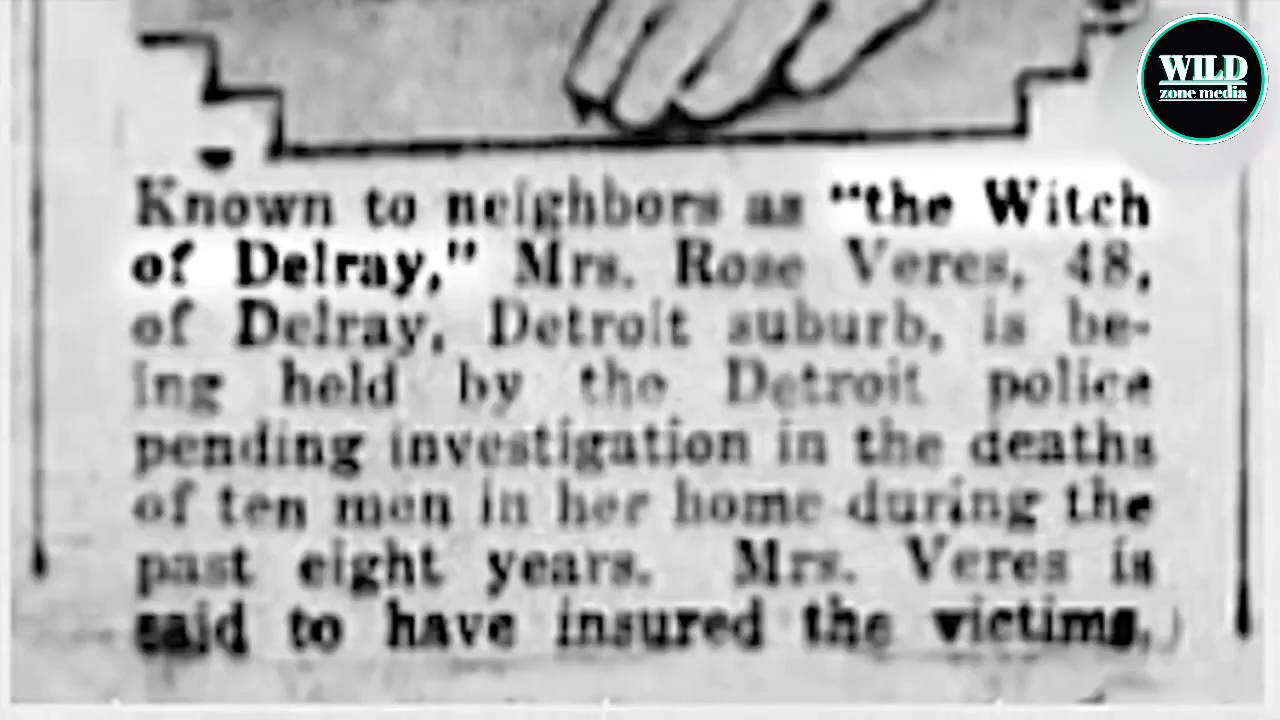 WILD
zone media
Known to neighbors as "the Witch
of Delray," Mrs. Rose Veres, 48,
of Delray, Detroit suburb, is be-
ing held by the Detroit police
pending investigation in the deaths
of ten men in her home during the
past eight years. Mrs. Veres is
said to have insured the victims.